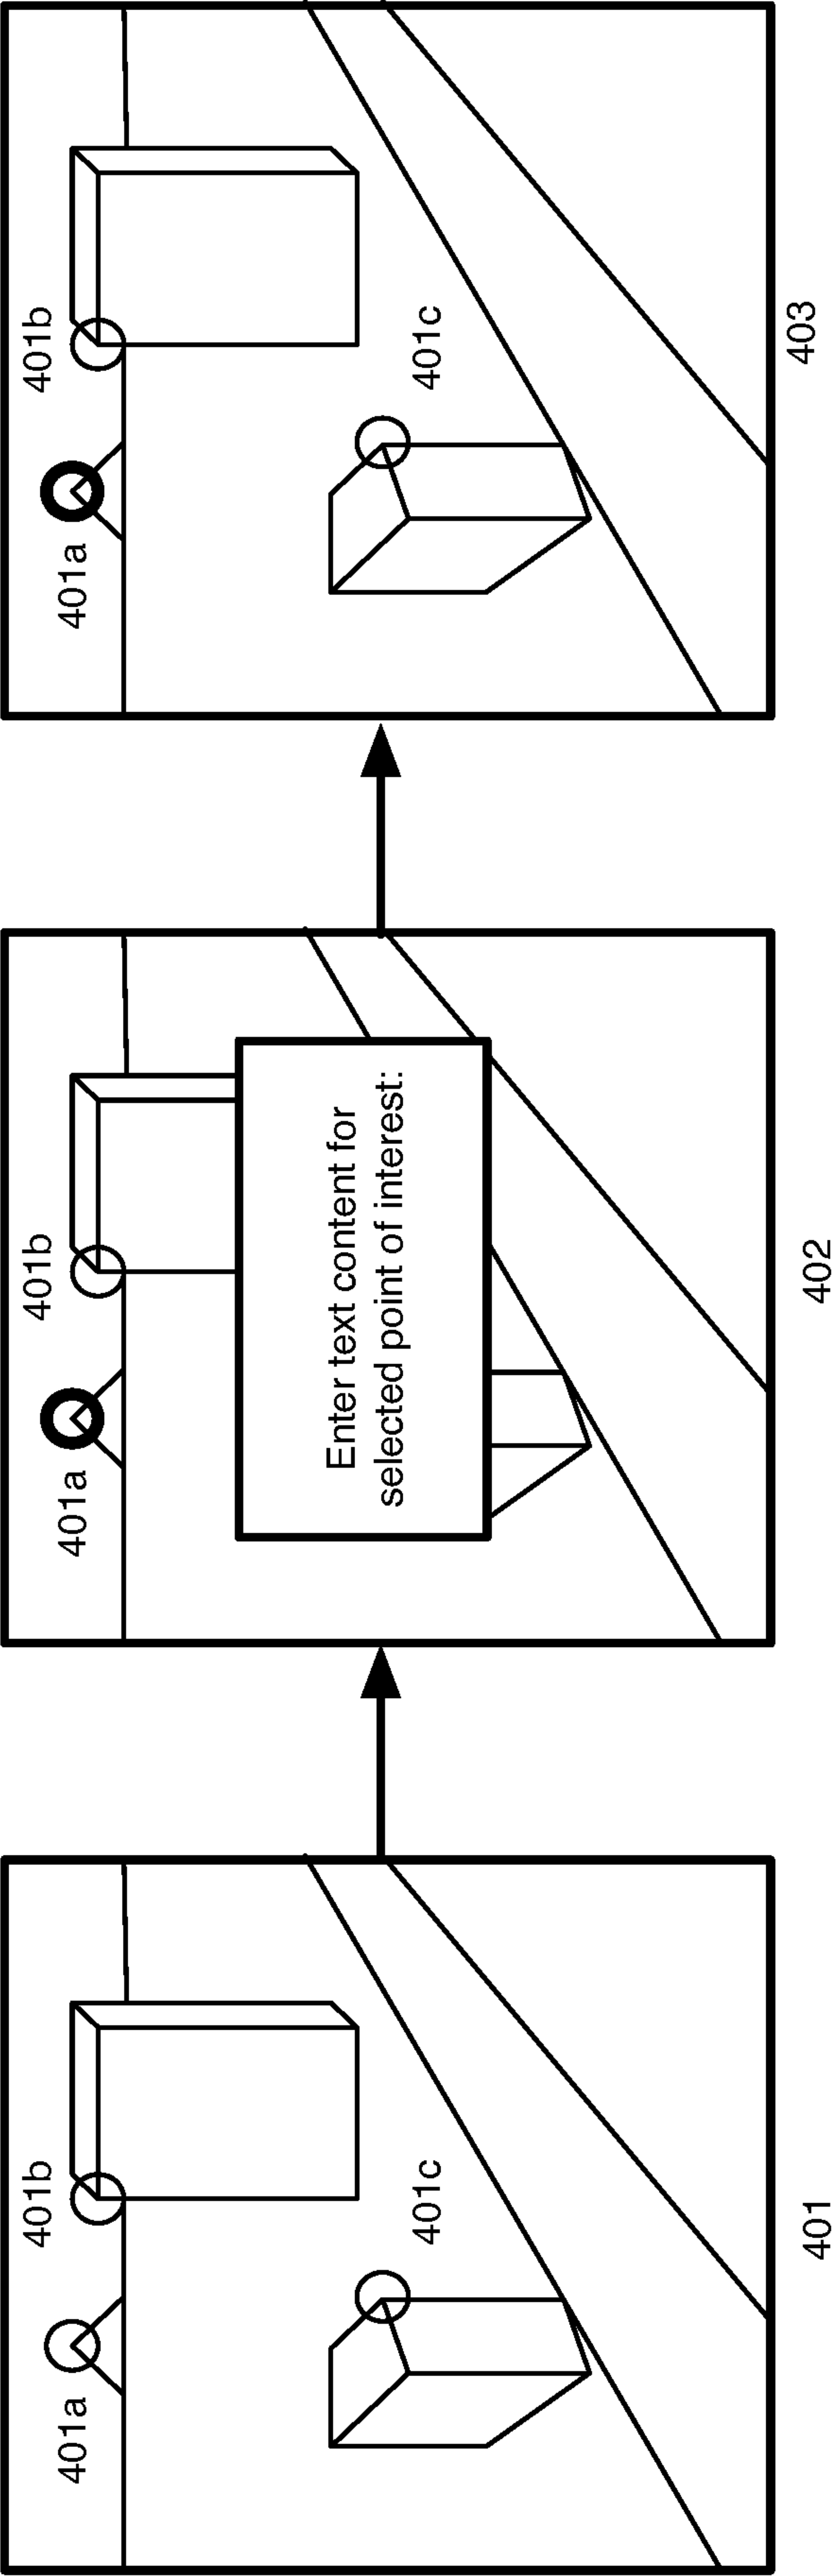 401a
401b
401c
401
401a
401b
Enter text content for
selected point of interest:
402
401a
401b
401c
403